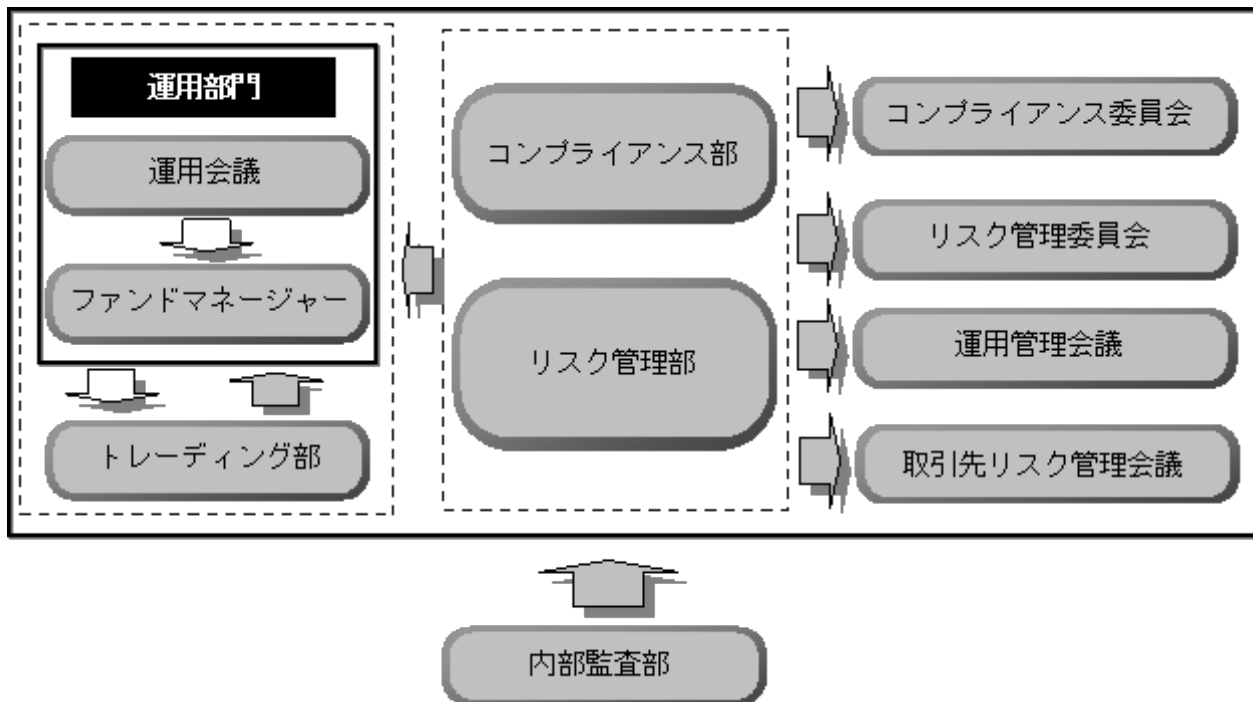 運用部門
運用会議
ファンドマネージャー
トレーディング部
コンプライアンス部
リスク管理部
コンプライアンス委員会
リスク管理委員会
運用管理会議
取引先リスク管理会議
内部監査部